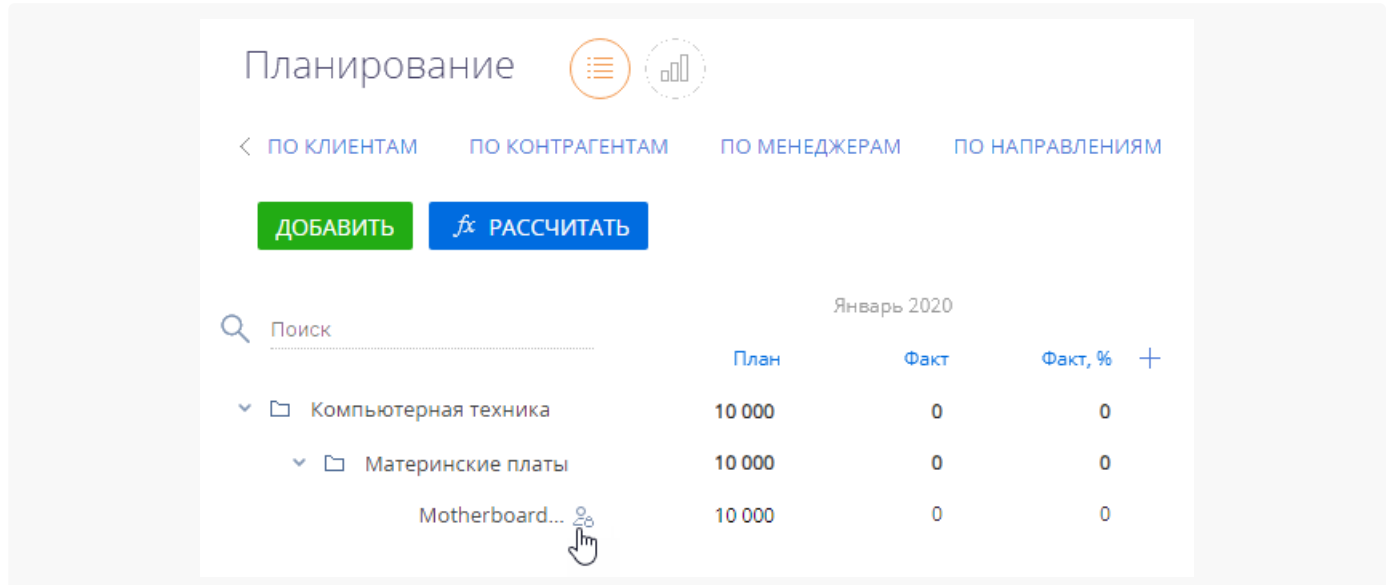 Планирование
< ПО КЛИЕНТАМ ПО КОНТРАГЕНТАМ ПО МЕНЕДЖЕРАМ ПО НАПРАВЛЕНИЯМ
ДОБАВИТЬ fx РАССЧИТАТЬ
Январь 2020
Поиск
План Факт Факт, % +
Компьютерная техника 10 000 0 0
Материнские платы 10 000 0 0
Motherboard... 10 000 0 0